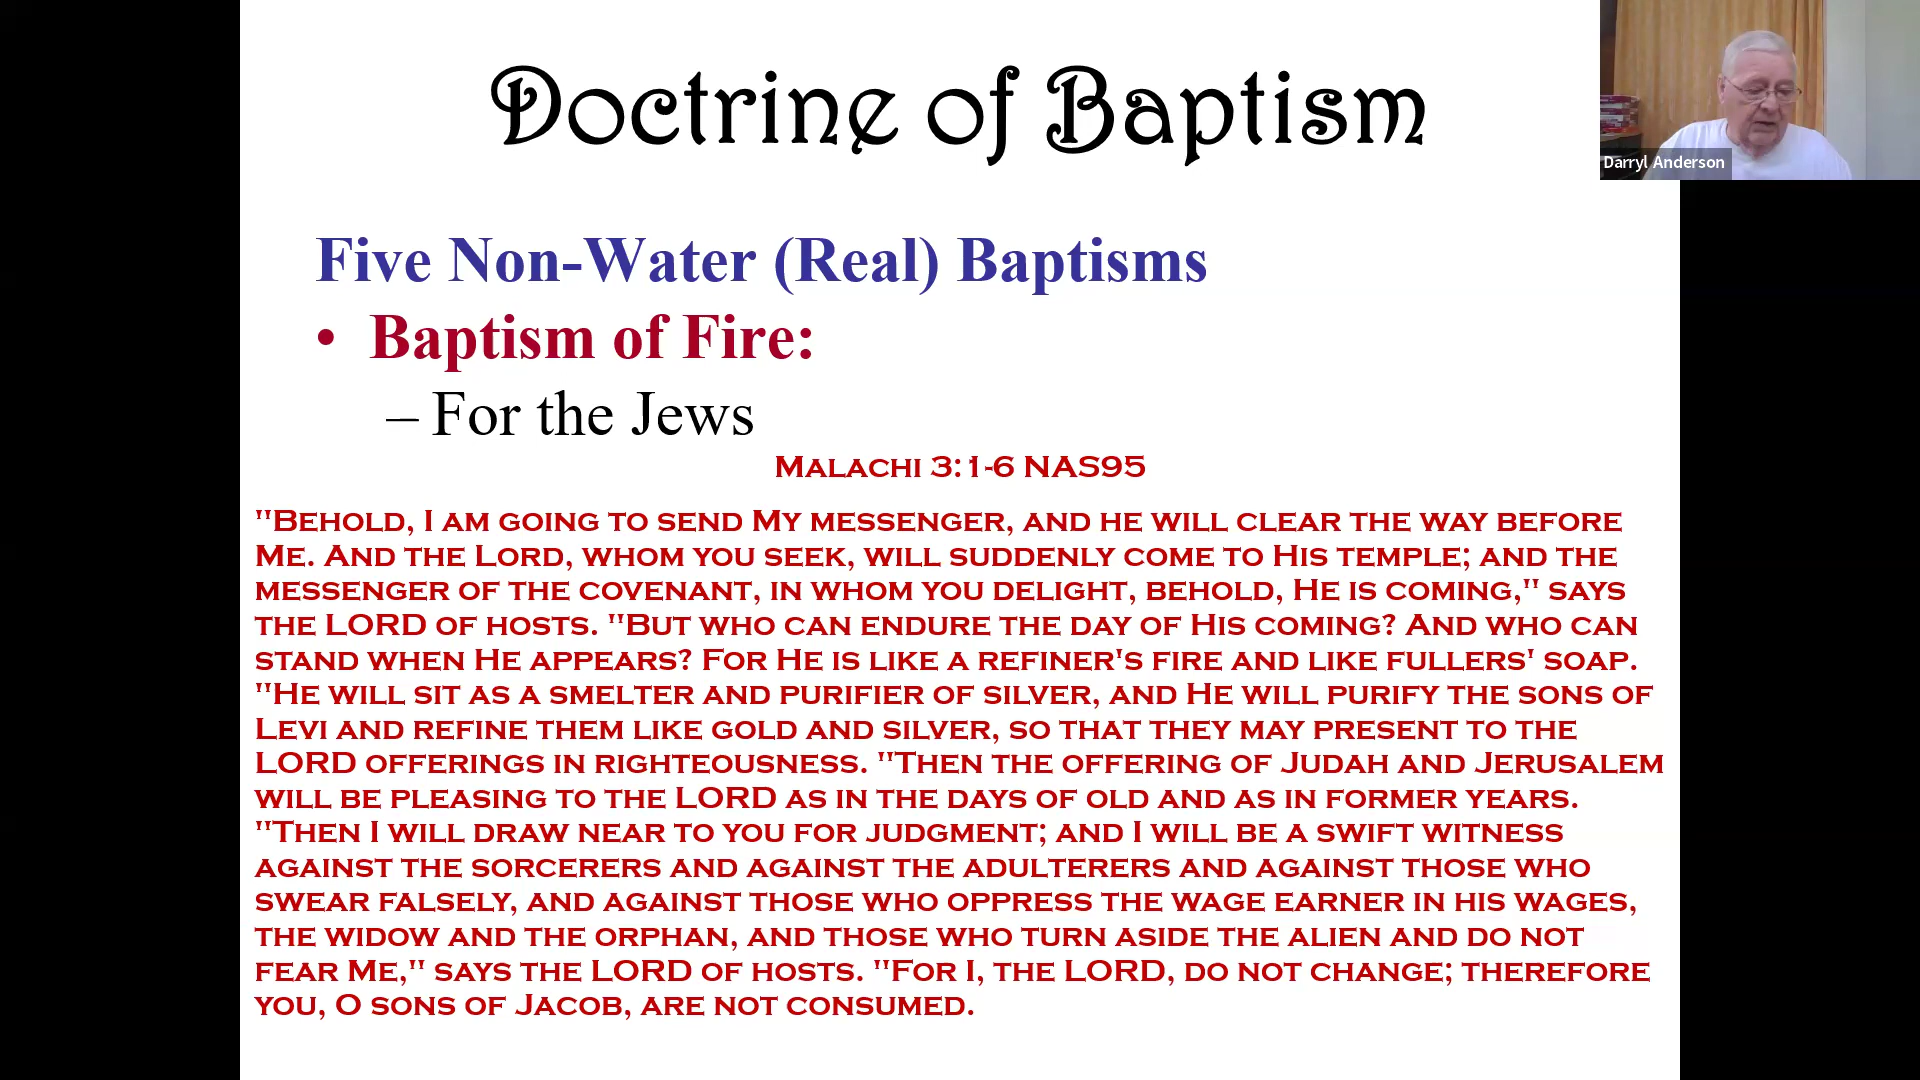 Doctrine of Baptism
Darryl Anderson
Five Non-Water (Real) Baptisms
• Baptism of Fire:
– For the Jews
Malachi 3:1-6 NAS95
"Behold, I am going to send My messenger, and he will clear the way before
Me. And the Lord, whom you seek, will suddenly come to His temple; and the
messenger of the covenant, in whom you delight, behold, He is coming," says
the LORD of hosts. "But who can endure the day of His coming? And who can
stand when He appears? For He is like a refiner's fire and like fullers' soap.
"He will sit as a smelter and purifier of silver, and He will purify the sons of
Levi and refine them like gold and silver, so that they may present to the
LORD offerings in righteousness. "Then the offering of Judah and Jerusalem
will be pleasing to the LORD as in the days of old and as in former years.
"Then I will draw near to you for judgment; and I will be a swift witness
against the sorcerers and against the adulterers and against those who
swear falsely, and against those who oppress the wage earner in his wages,
the widow and the orphan, and those who turn aside the alien and do not
fear Me," says the LORD of hosts. "For I, the LORD, do not change; therefore
you, O sons of Jacob, are not consumed.